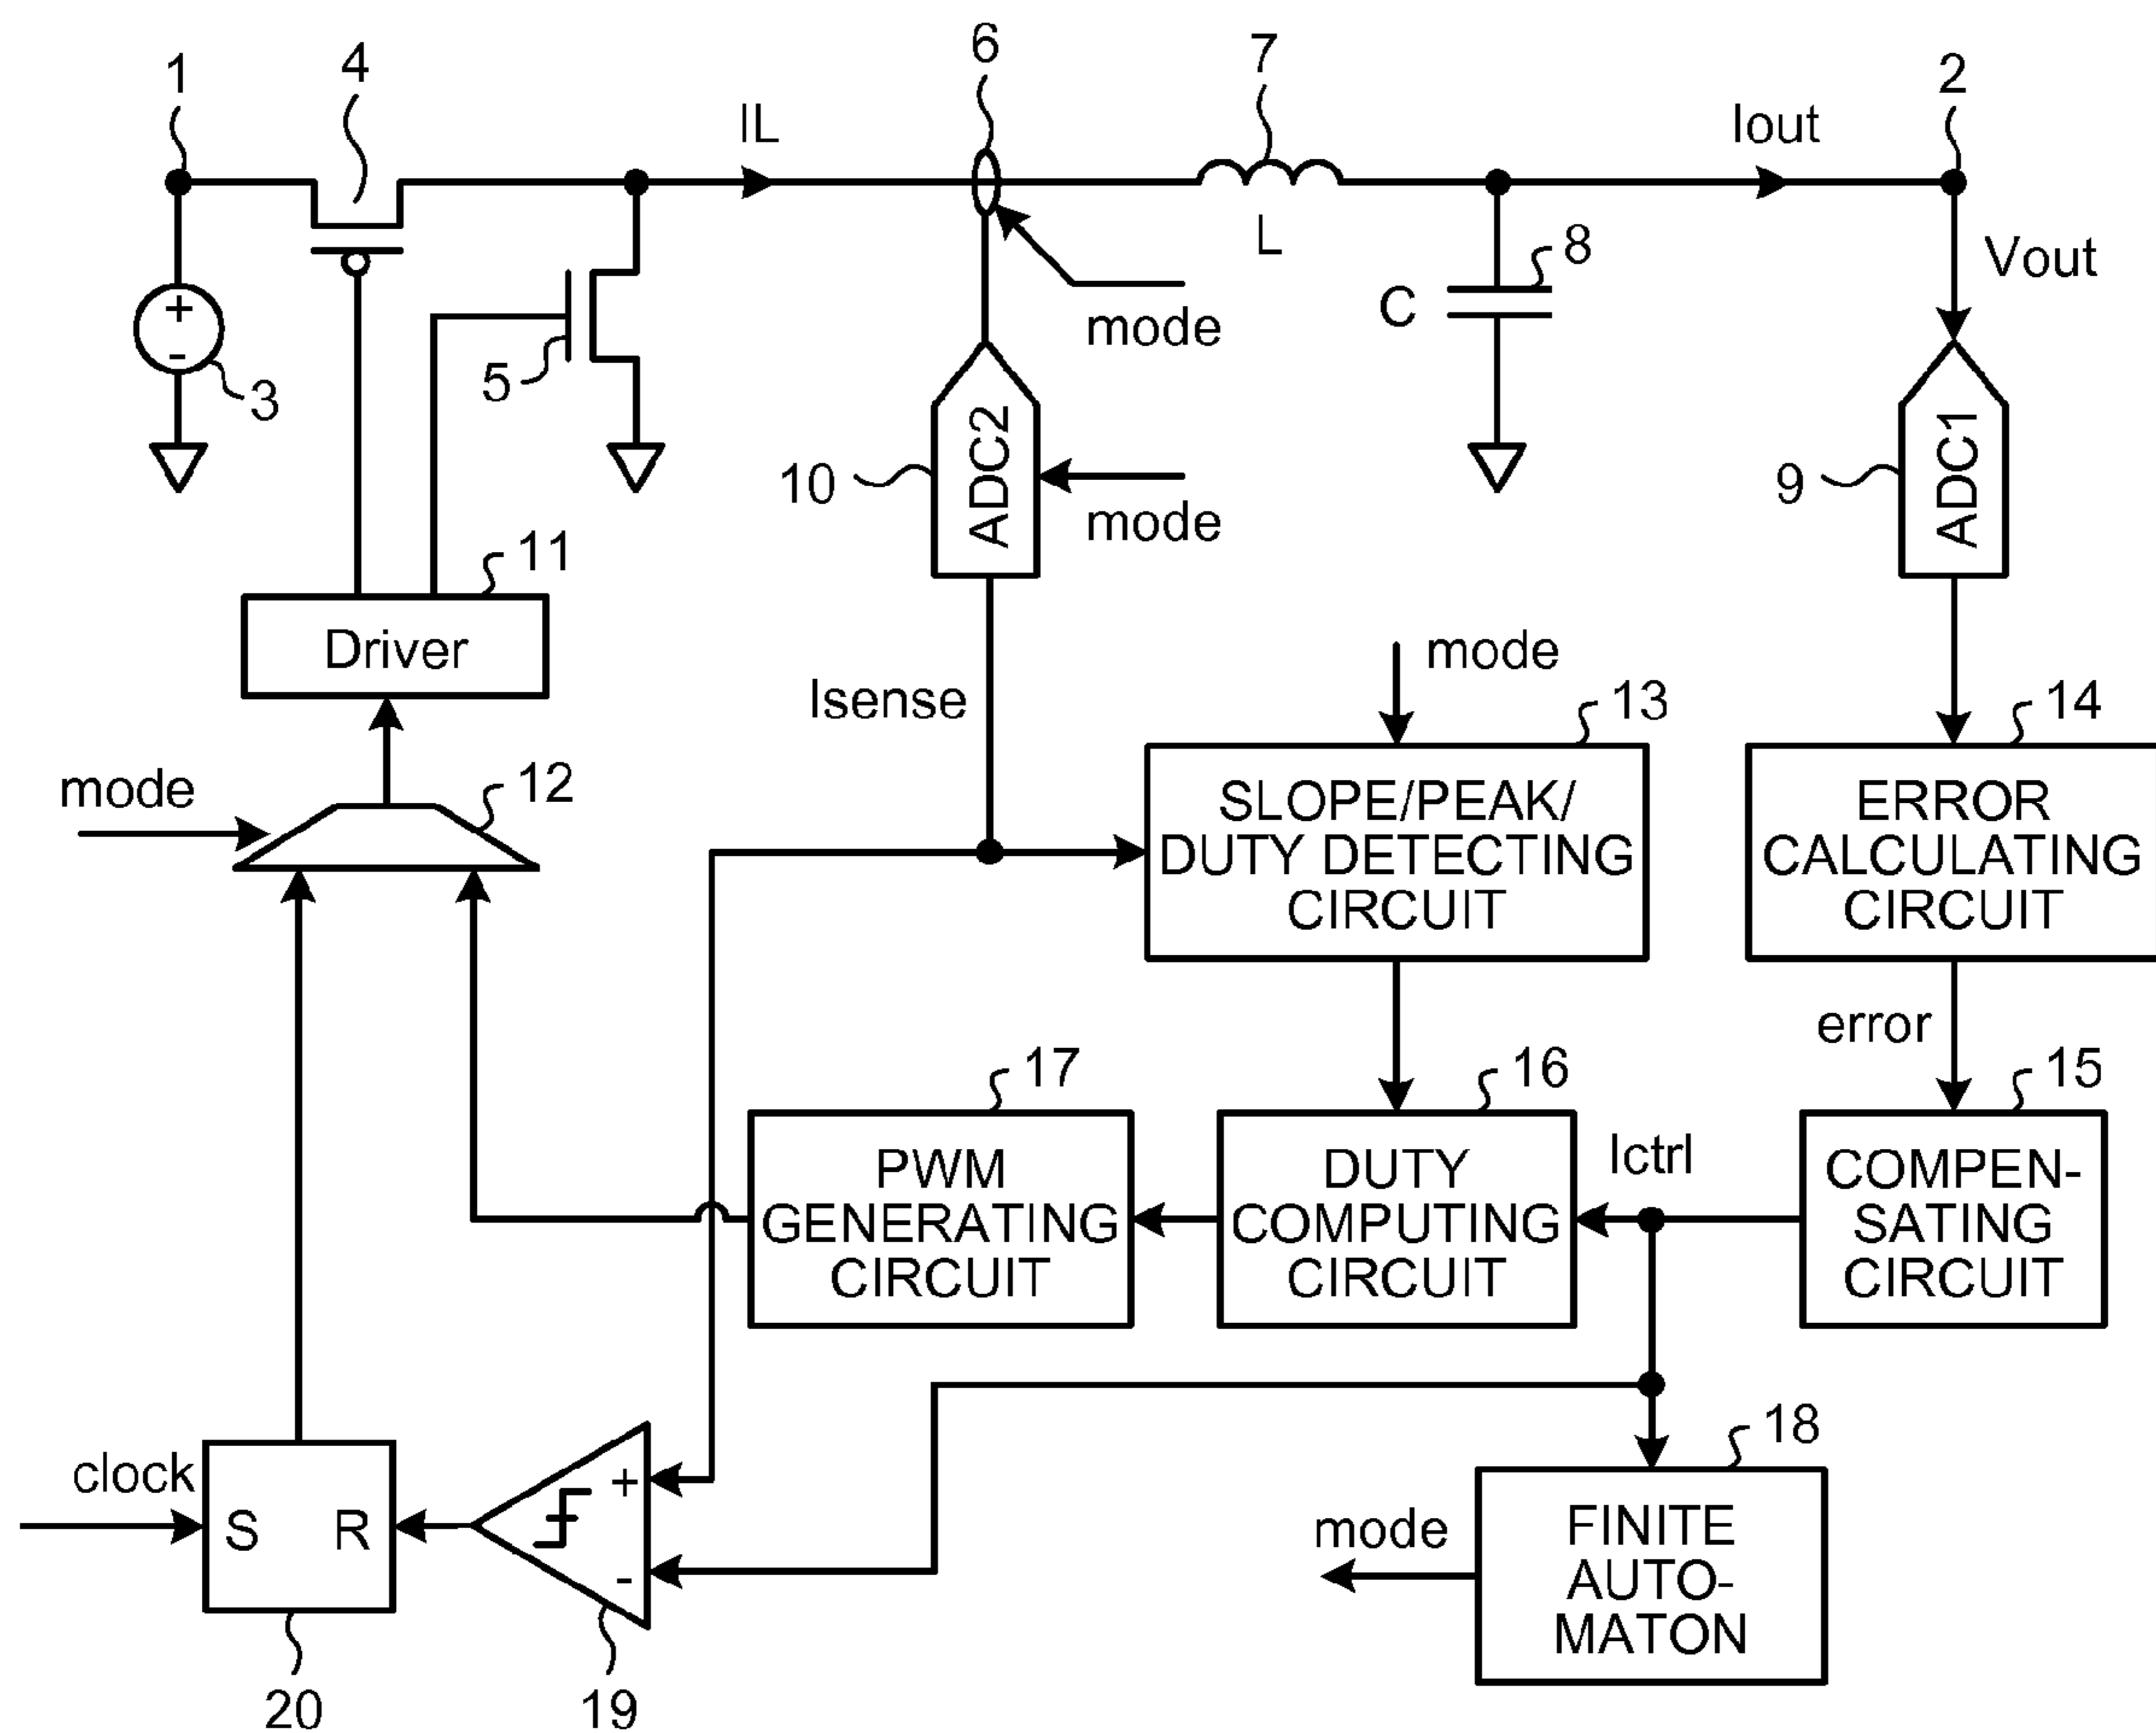 1
4
6
7
2
IL
Iout
L
Vout
+
-
3
5
mode
C
8
10
ADC2
mode
9
ADC1
11
Driver
Isense
mode
13
14
mode
12
SLOPE/PEAK/
DUTY DETECTING
CIRCUIT
ERROR
CALCULATING
CIRCUIT
error
17
16
15
PWM
GENERATING
CIRCUIT
DUTY
COMPUTING
CIRCUIT
Ictrl
COMPEN-
SATING
CIRCUIT
18
clock
S R
+
-
mode
FINITE
AUTO-
MATON
20
19